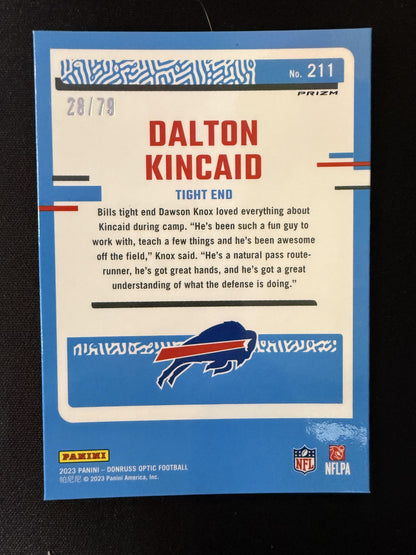 No. 211
PRIZM
28/79
DALTON
KINCAID
TIGHT END
Bills tight end Dawson Knox loved everything about
Kincaid during camp. “He’s been such a fun guy to
work with, teach a few things and he’s been awesome
off the field,” Knox said. “He’s a natural pass route-
runner, he’s got great hands, and he’s got a great
understanding of what the defense is doing.”
PANINI
2023 PANINI – DONRUSS OPTIC FOOTBALL
帕尼尼 © 2023 Panini America, Inc.
NFL
NFLPA